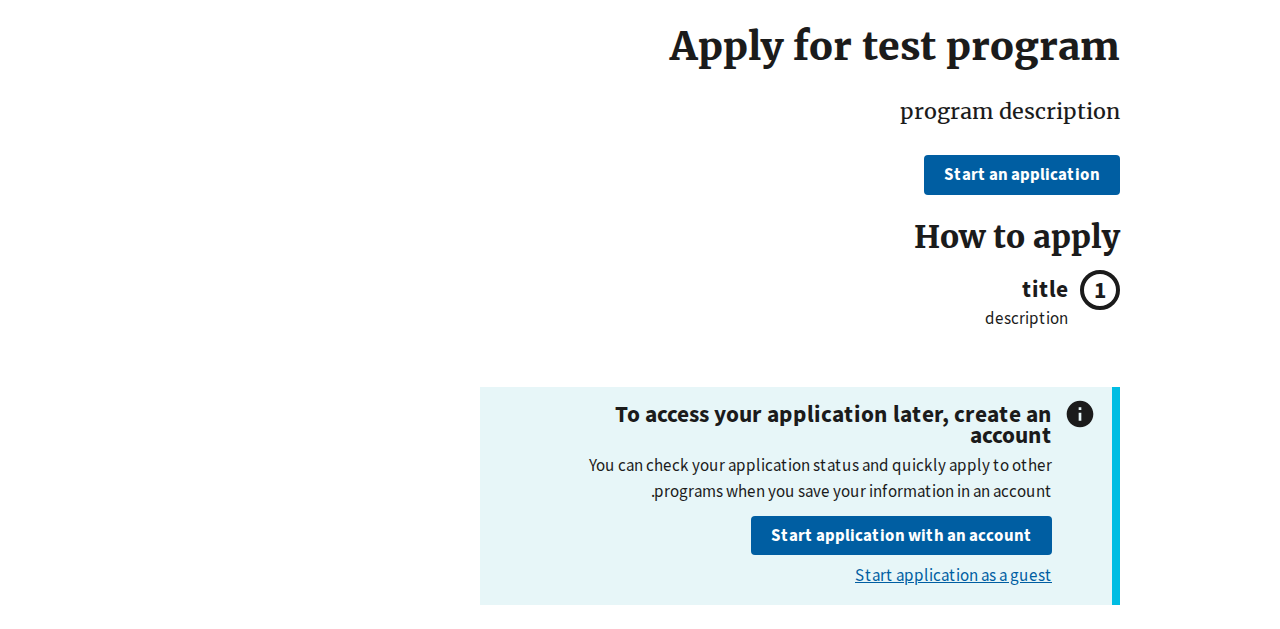 Apply for test program
program description
Start an application
How to apply
1
title
description
To access your application later, create an
account
You can check your application status and quickly apply to other
.programs when you save your information in an account
Start application with an account
Start application as a guest